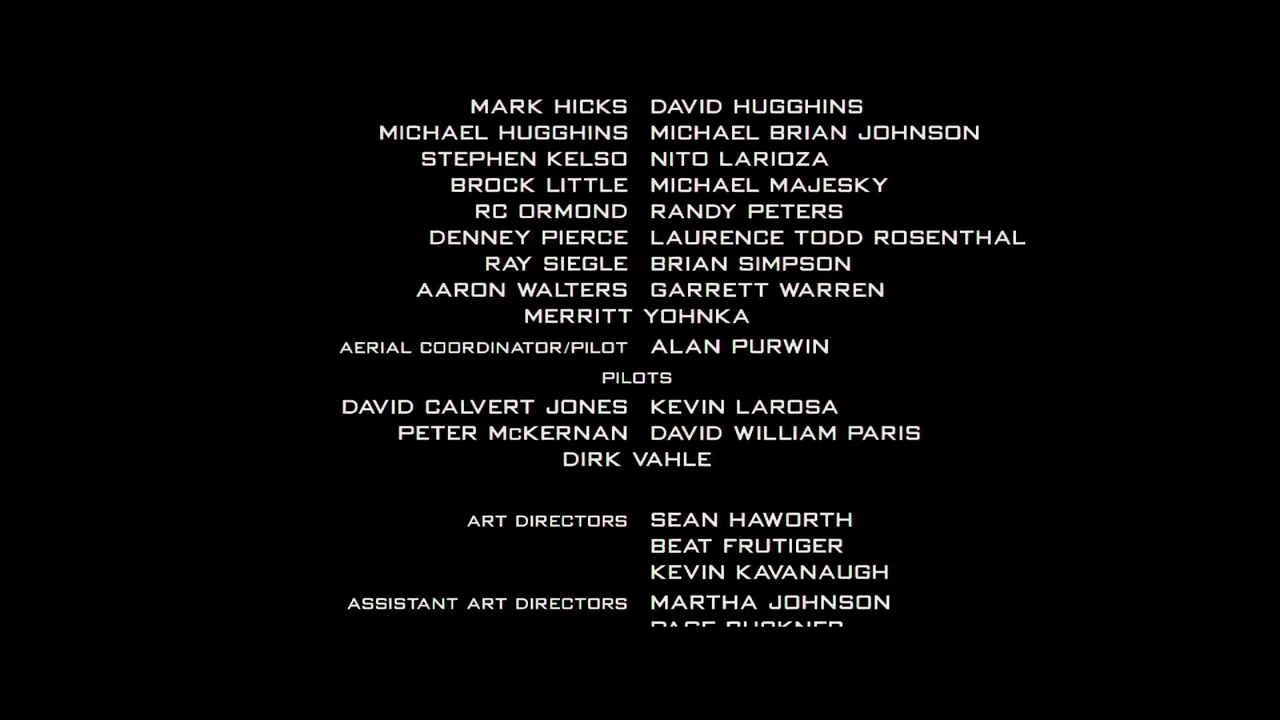 MARK HICKS DAVID HUGGHINS
MICHAEL HUGGHINS MICHAEL BRIAN JOHNSON
STEPHEN KELSO NITO LARIOZA
BROCK LITTLE MICHAEL MAJESKY
RC ORMOND RANDY PETERS
DENNEY PIERCE LAURENCE TODD ROSENTHAL
RAY SIEGLE BRIAN SIMPSON
AARON WALTERS GARRETT WARREN
MERRITT YOHNKA
AERIAL COORDINATOR/PILOT ALAN PURWIN
PILOTS
DAVID CALVERT JONES KEVIN LAROSA
PETER McKERNAN DAVID WILLIAM PARIS
DIRK VAHLE
ART DIRECTORS SEAN HAWORTH
BEAT FRUTIGER
KEVIN KAVANAUGH
ASSISTANT ART DIRECTORS MARTHA JOHNSON